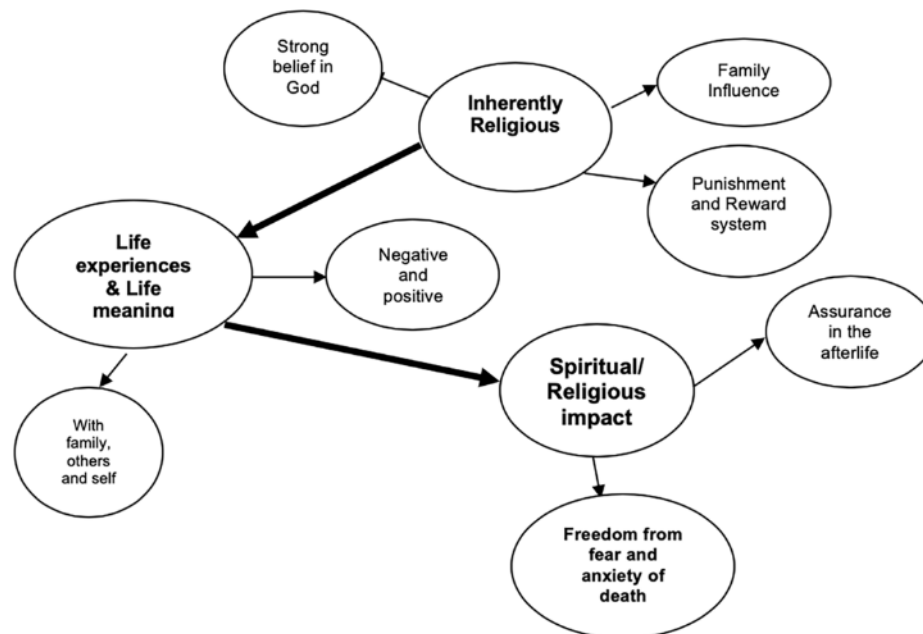 Strong
belief in
God
Inherently
Religious
Family
Influence
Punishment
and Reward
system
Life
experiences
& Life
meaning
Negative
and
positive
Assurance
in the
afterlife
Spiritual/
Religious
impact
With
family,
others
and self
Freedom from
fear and
anxiety of
death